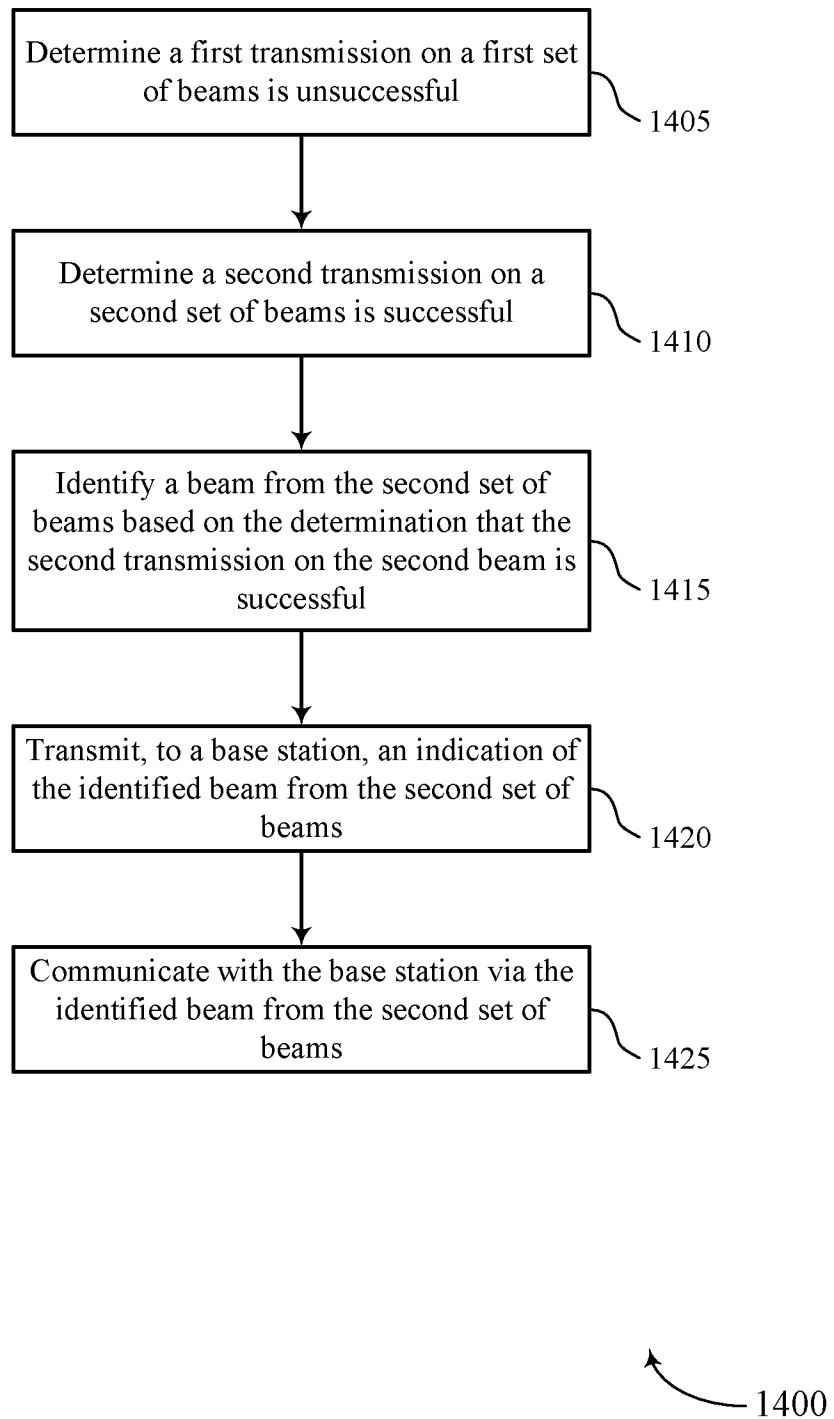 Determine a first transmission on a first set
of beams is unsuccessful
1405
Determine a second transmission on a
second set of beams is successful
1410
Identify a beam from the second set of
beams based on the determination that the
second transmission on the second beam is
successful
1415
Transmit, to a base station, an indication of
the identified beam from the second set of
beams
1420
Communicate with the base station via the
identified beam from the second set of
beams
1425
1400